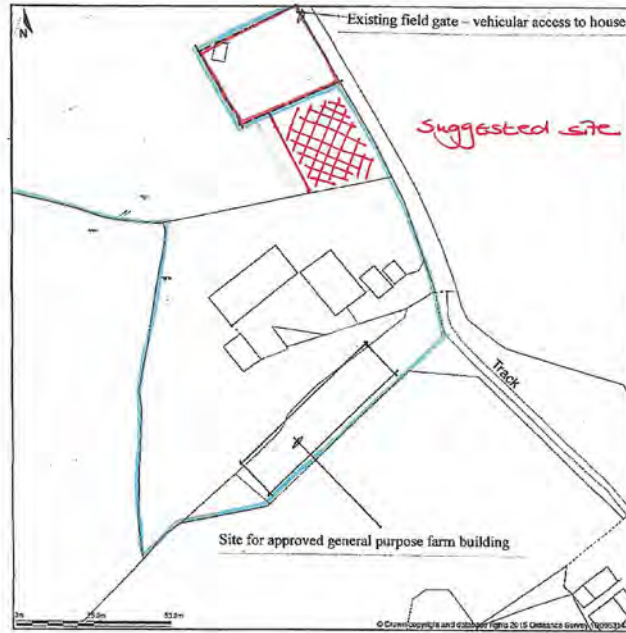 N
Existing field gate – vehicular access to house
Suggested site
Track
Site for approved general purpose farm building
© Crown copyright and database rights 2015 Ordnance Survey